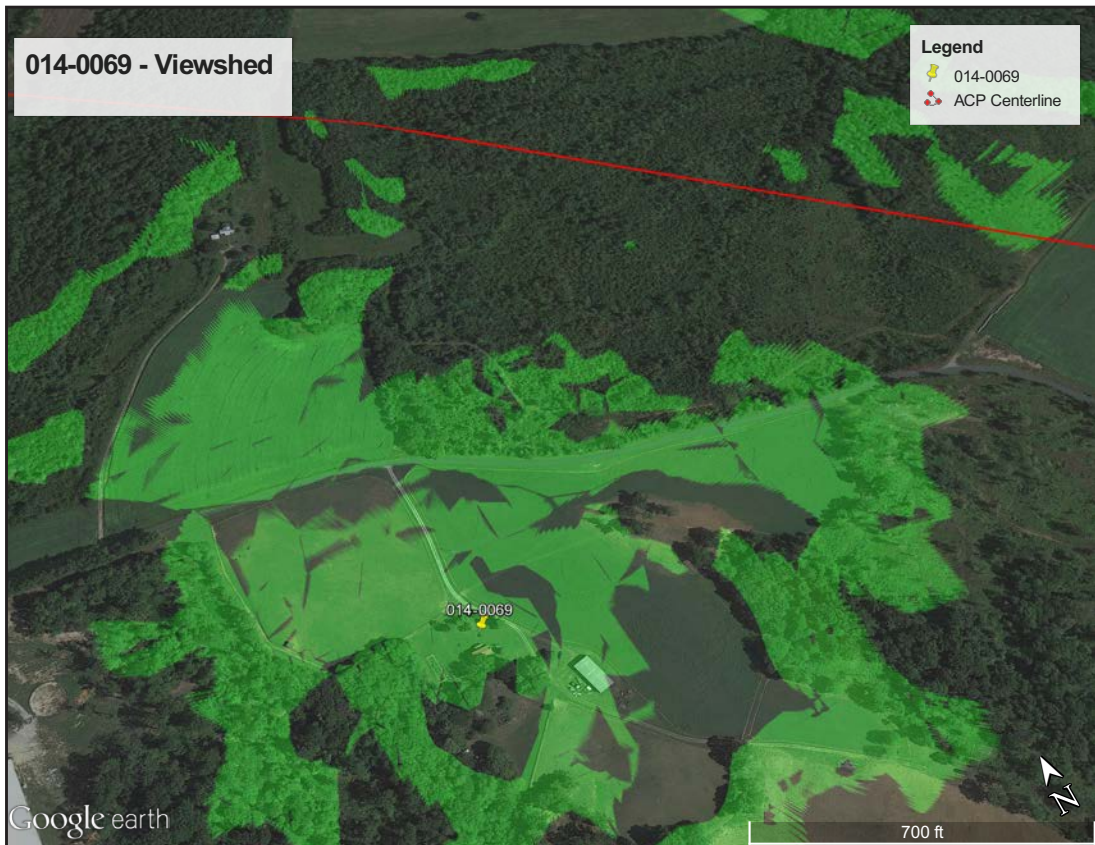 014-0069 - Viewshed
Legend
014-0069
ACP Centerline
014-0069
N
Google earth
700 ft